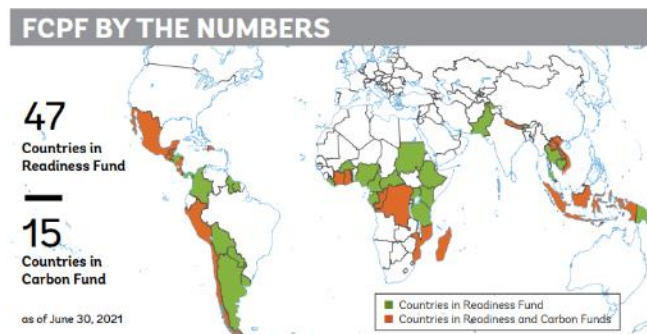 FCPF BY THE NUMBERS
47
Countries in
Readiness Fund
15
Countries in
Carbon Fund
as of June 30, 2021
Countries in Readiness Fund
Countries in Readiness and Carbon Funds